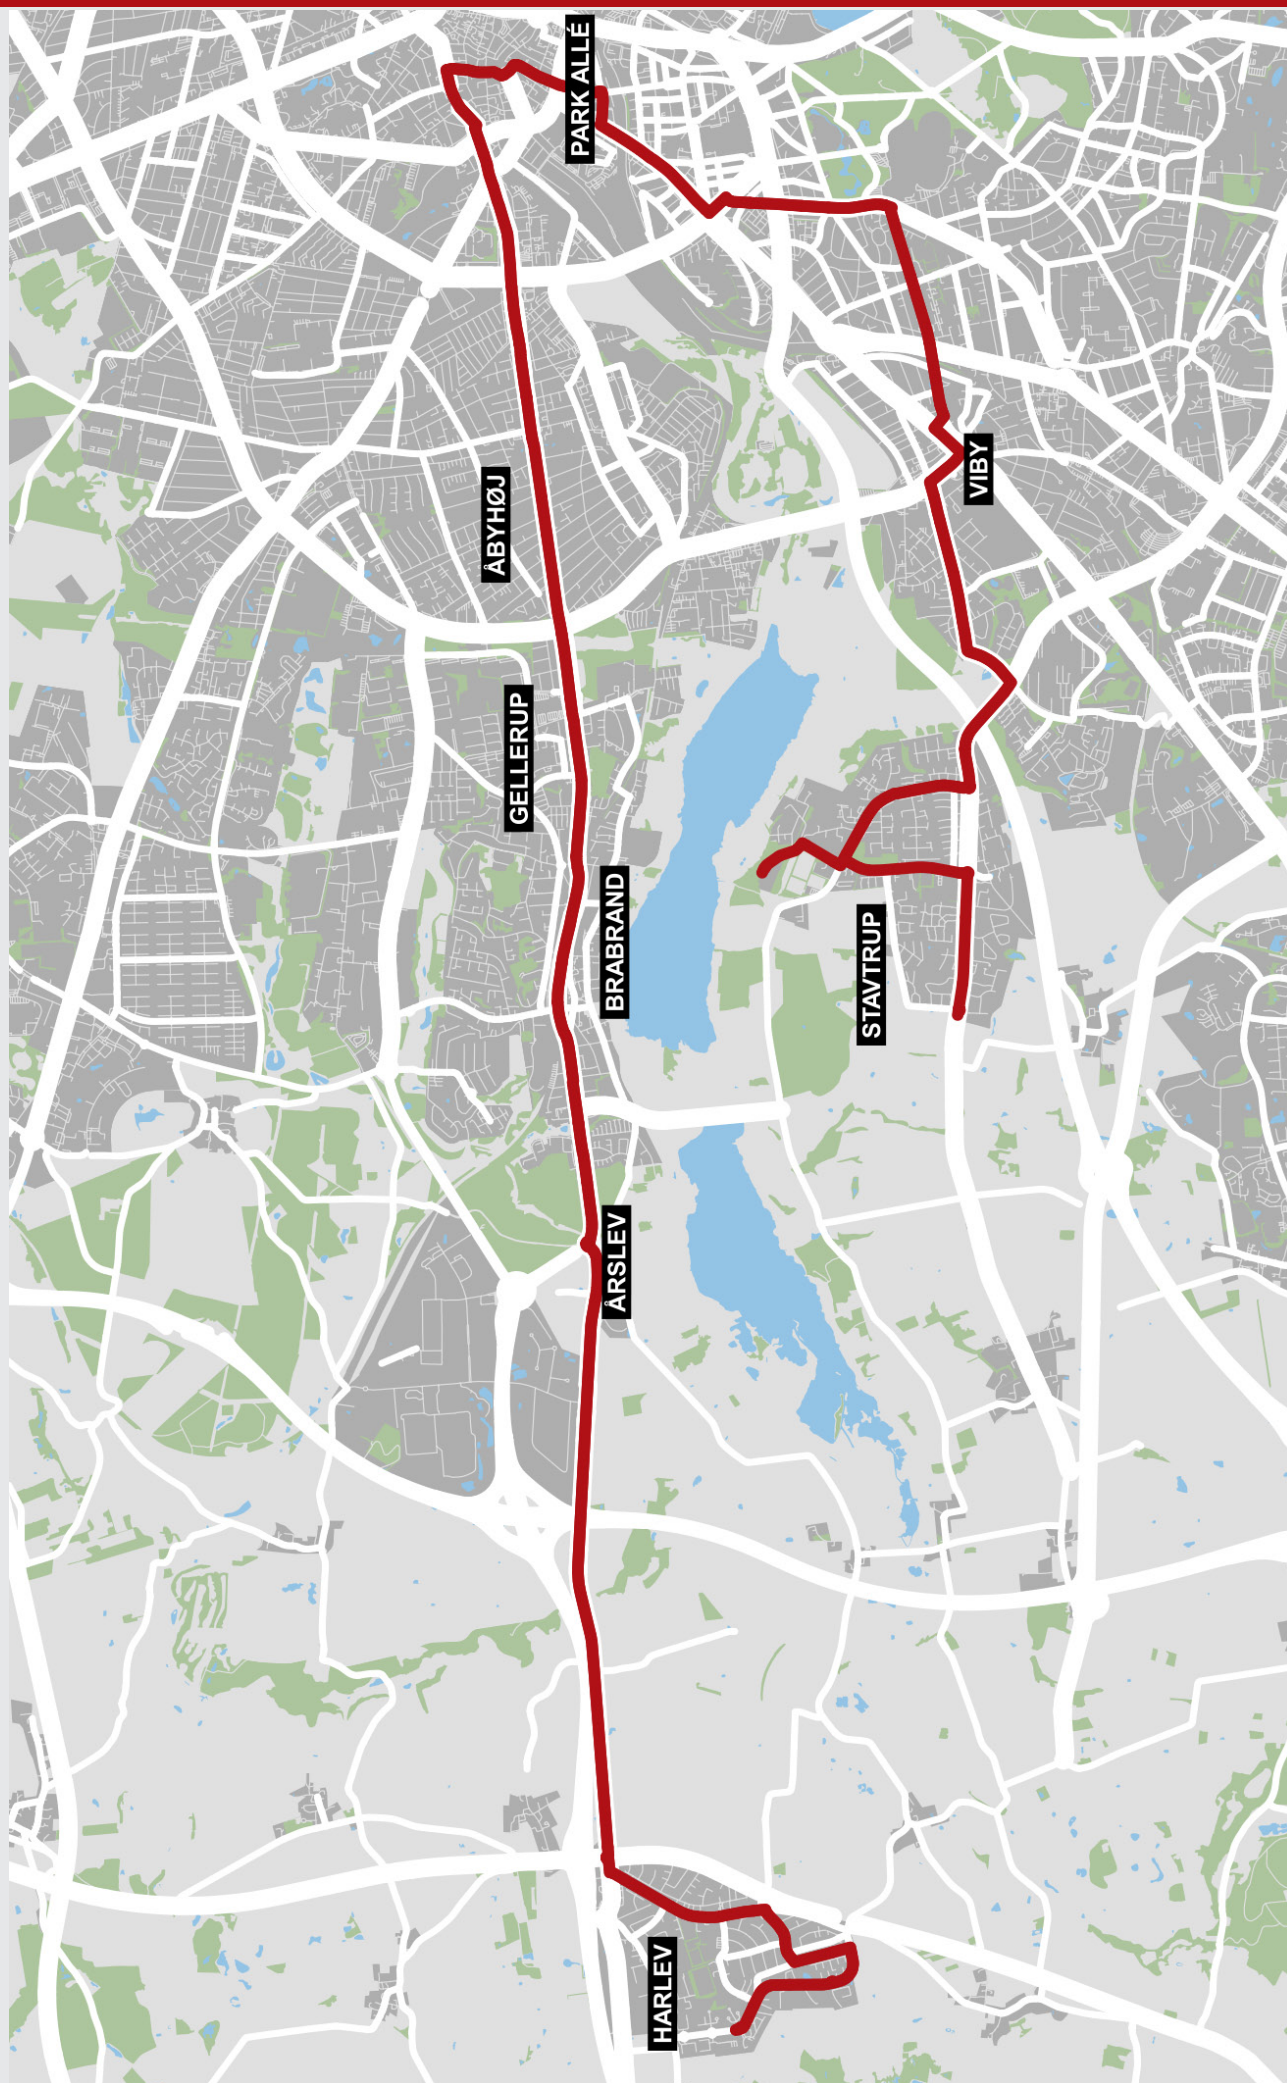 PARK ALLÉ
ÅBYHØJ
VIBY
GELLERUP
BRABRAND
STAVTRUP
ÅRSLEV
HARLEV